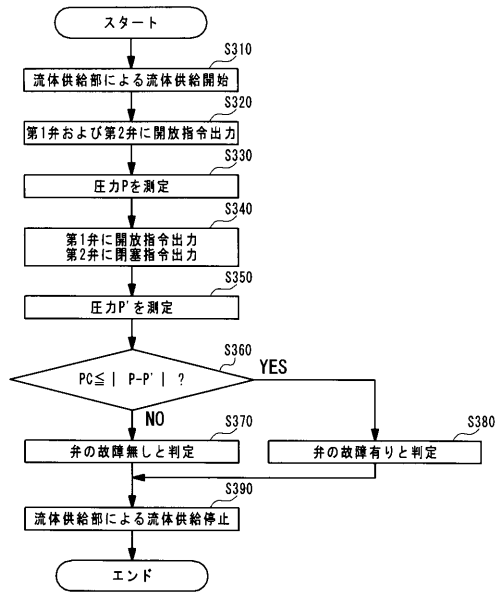 スタート
S310
流体供給部による流体供給開始
S320
第1弁および第2弁に開放指令出力
S330
圧力Pを測定
S340
第1弁に開放指令出力
第2弁に閉塞指令出力
S350
圧力P'を測定
S360
PC≦| P-P' | ?
YES
NO
S370
弁の故障無しと判定
S380
弁の故障有りと判定
S390
流体供給部による流体供給停止
エンド